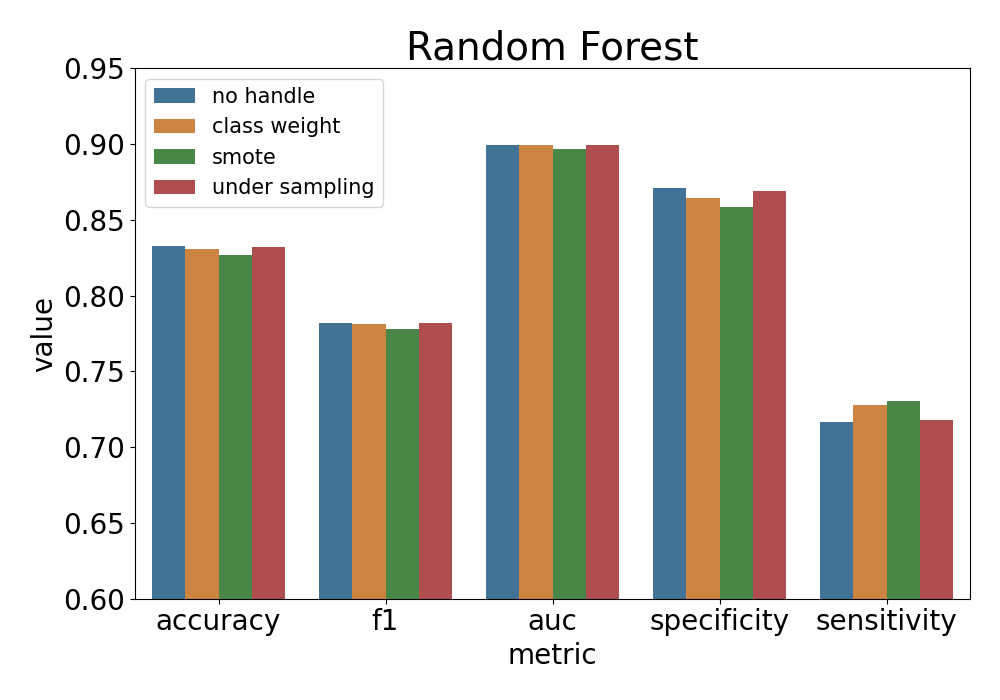 Random Forest
0.95
0.90
0.85
0.80
0.75
0.70
0.65
0.60
value
no handle
class weight
smote
under sampling
accuracy f1 auc specificity sensitivity
metric